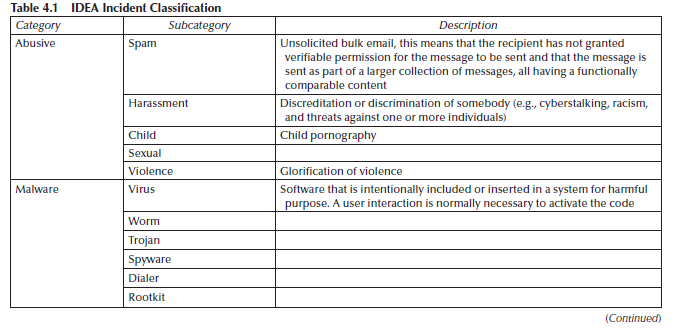 Table 4.1 IDEA Incident Classification
Category Subcategory Description
Abusive Spam Unsolicited bulk email, this means that the recipient has not granted
verifiable permission for the message to be sent and that the message is
sent as part of a larger collection of messages, all having a functionally
comparable content
Harassment Discreditation or discrimination of somebody (e.g., cyberstalking, racism,
and threats against one or more individuals)
Child Child pornography
Sexual
Violence Glorification of violence
Malware Virus Software that is intentionally included or inserted in a system for harmful
purpose. A user interaction is normally necessary to activate the code
Worm
Trojan
Spyware
Dialer
Rootkit
(Continued)